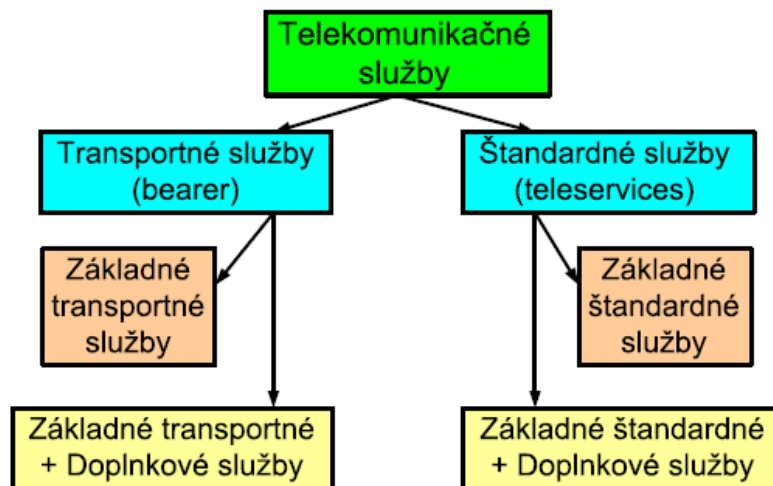 Telekomunikačné
služby
Transportné služby
(bearer)
Štandardné služby
(teleservices)
Základné
transportné
služby
Základné
štandardné
služby
Základné transportné
+ Doplnkové služby
Základné štandardné
+ Doplnkové služby